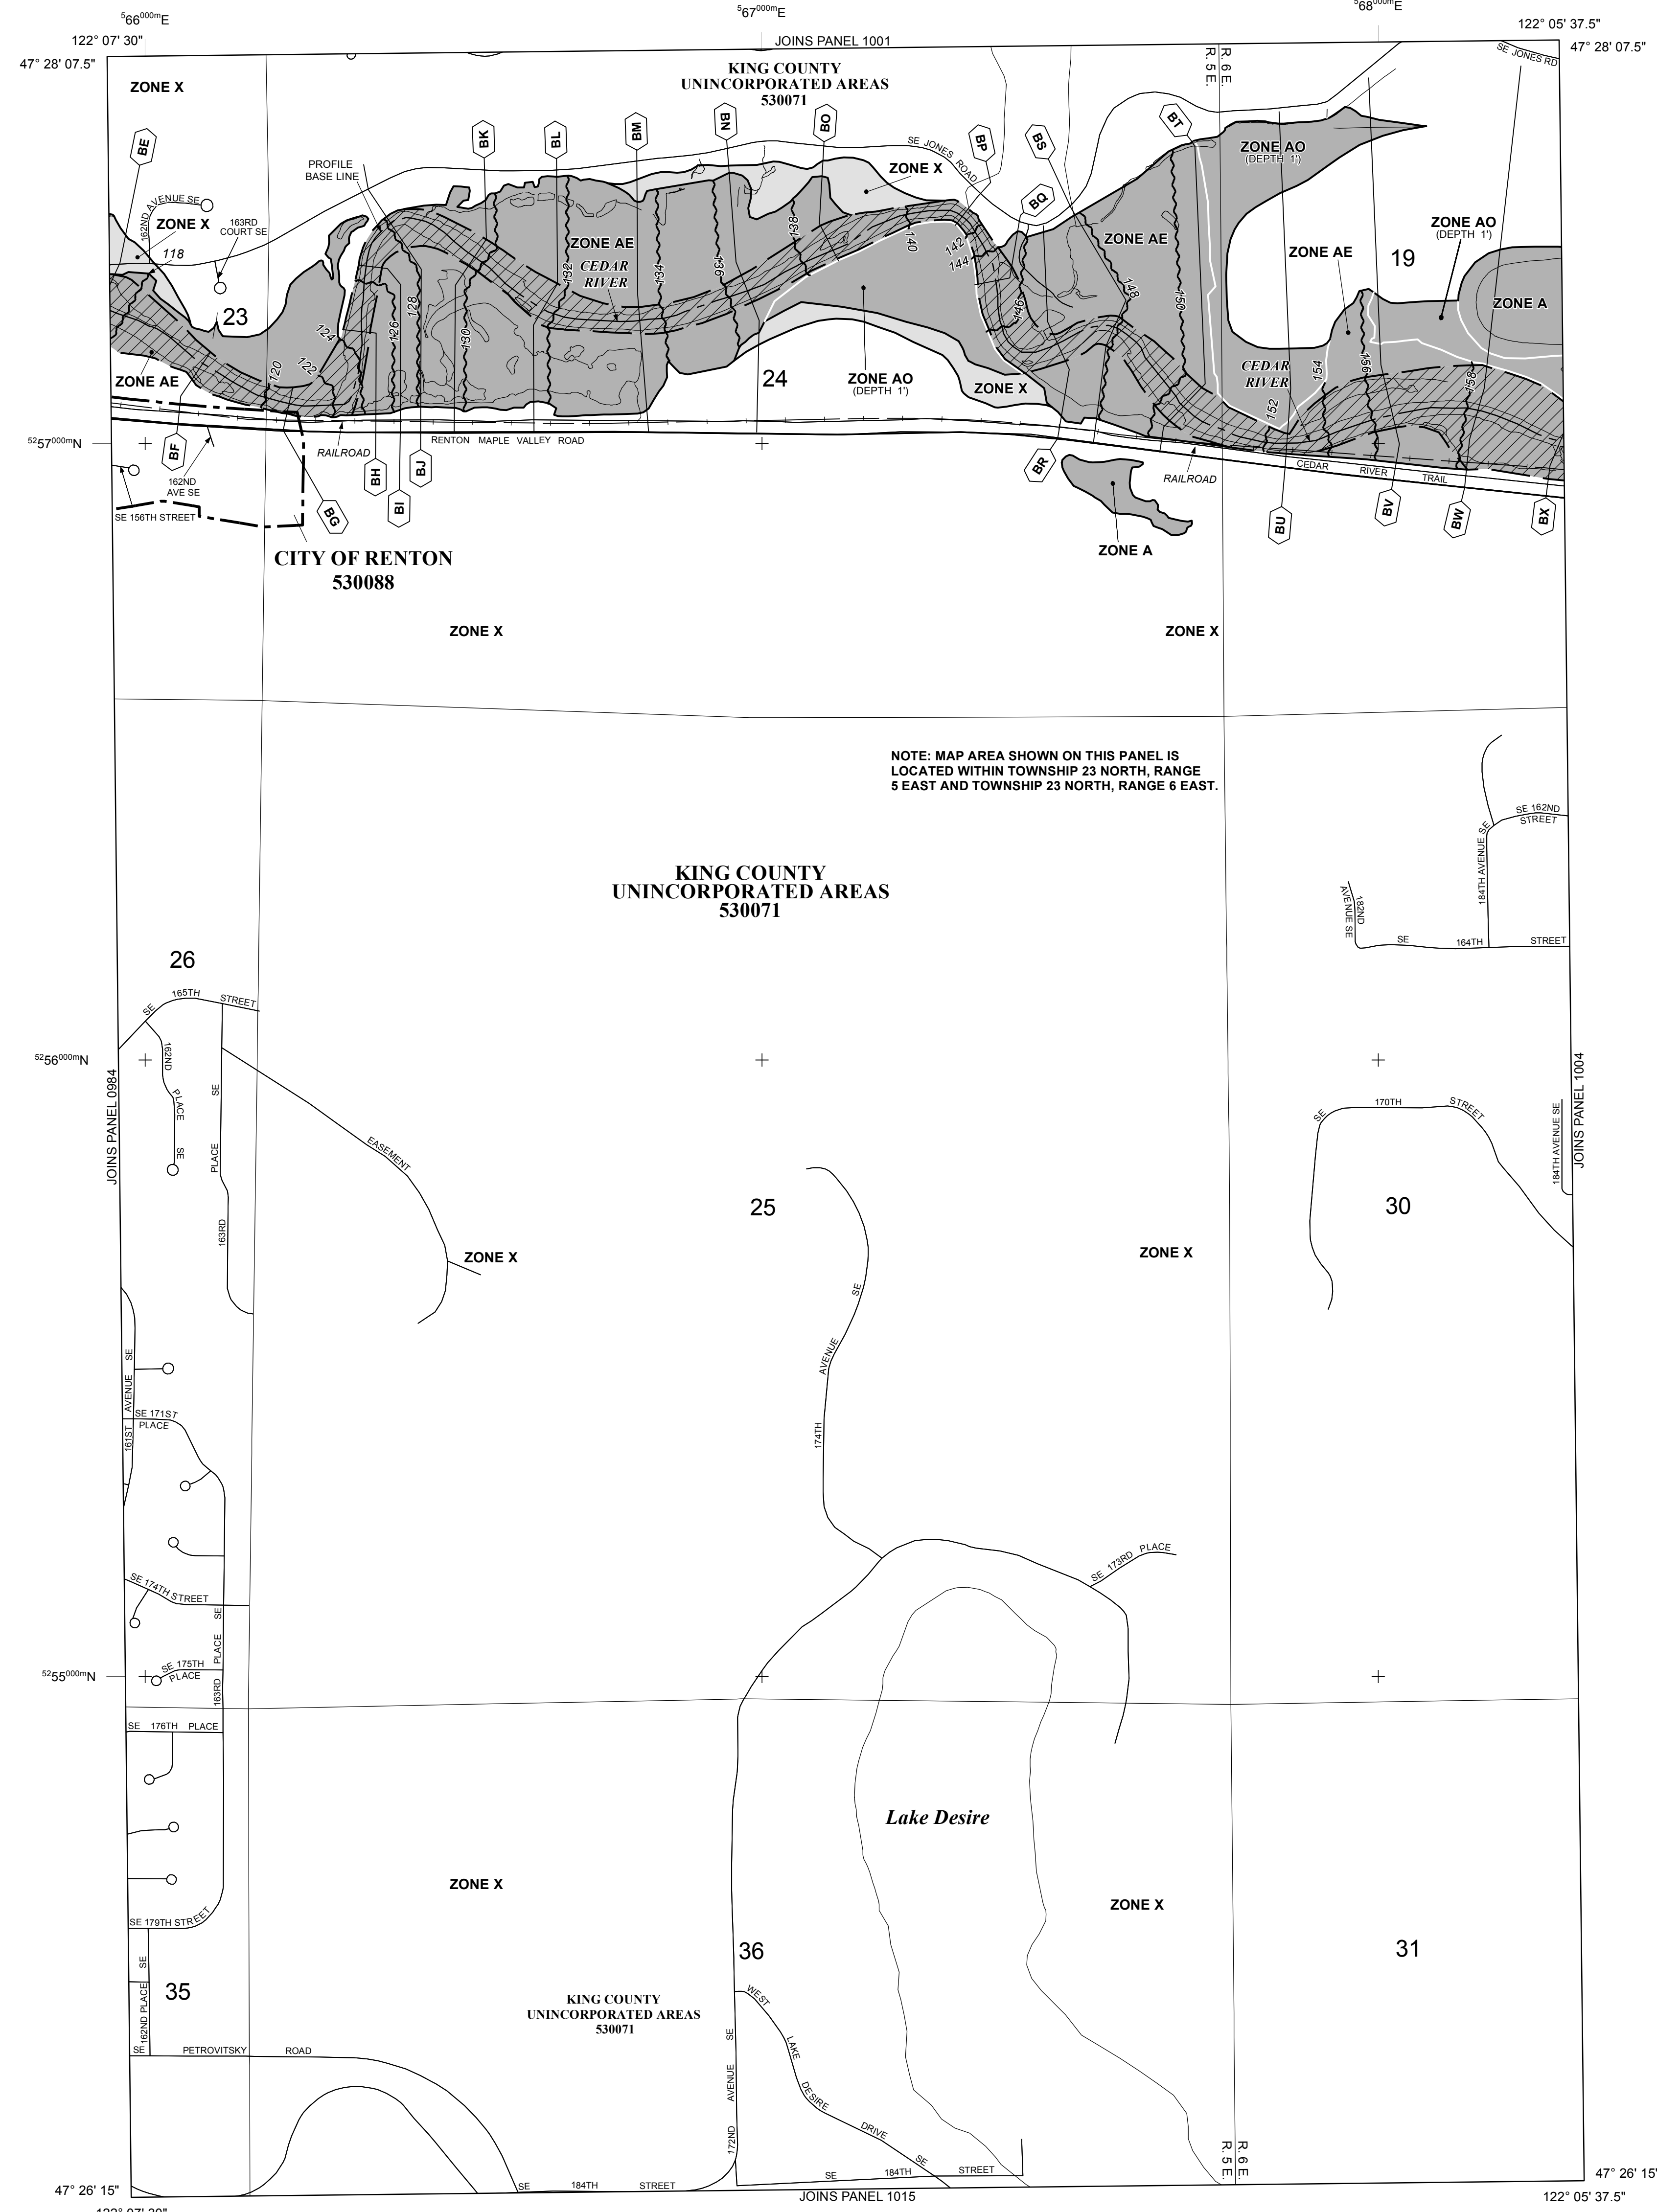 566000mE
567000mE
568000mE
122° 07' 30"
122° 05' 37.5"
47° 28' 07.5"
47° 28' 07.5"
JOINS PANEL 1001
KING COUNTY
UNINCORPORATED AREAS
530071
R. 5 E.
R. 6 E.
SE JONES RD
ZONE X
BE
BK
BL
BM
BN
BO
BP
BS
BT
PROFILE
BASE LINE
SE JONES ROAD
ZONE X
ZONE AO
(DEPTH 1')
162ND AVENUE SE
ZONE X
163RD
COURT SE
118
BQ
ZONE AE
CEDAR
RIVER
ZONE AE
ZONE AE
ZONE AO
(DEPTH 1')
19
ZONE A
23
120
122
124
126
128
130
132
134
136
138
140
142
144
146
148
150
152
154
156
158
ZONE AE
24
ZONE AO
(DEPTH 1')
ZONE X
CEDAR
RIVER
5257000mN
BF
162ND
AVE SE
RAILROAD
RENTON MAPLE VALLEY ROAD
BG
BH
BI
BJ
BR
RAILROAD
CEDAR RIVER TRAIL
BU
BV
BW
BX
SE 156TH STREET
ZONE A
CITY OF RENTON
530088
ZONE X
ZONE X
NOTE: MAP AREA SHOWN ON THIS PANEL IS
LOCATED WITHIN TOWNSHIP 23 NORTH, RANGE
5 EAST AND TOWNSHIP 23 NORTH, RANGE 6 EAST.
SE 162ND
STREET
184TH AVENUE SE
182ND
AVENUE SE
SE 164TH STREET
KING COUNTY
UNINCORPORATED AREAS
530071
26
SE 165TH STREET
162ND PLACE SE
163RD PLACE SE
5256000mN
JOINS PANEL 0984
JOINS PANEL 1004
EASEMENT
SE 170TH STREET
184TH AVENUE SE
25
30
ZONE X
ZONE X
174TH AVENUE SE
161ST AVENUE SE
SE 171ST
PLACE
SE 173RD PLACE
SE 174TH STREET
163RD PLACE SE
SE 175TH
PLACE
5255000mN
SE 176TH PLACE
Lake Desire
ZONE X
ZONE X
SE 179TH STREET
36
31
35
162ND PLACE SE
KING COUNTY
UNINCORPORATED AREAS
530071
WEST LAKE DESIRE DRIVE SE
172ND AVENUE SE
SE PETROVITSKY ROAD
SE 184TH STREET
SE 184TH STREET
R. 5 E.
R. 6 E.
47° 26' 15"
47° 26' 15"
JOINS PANEL 1015
122° 07' 30"
122° 05' 37.5"